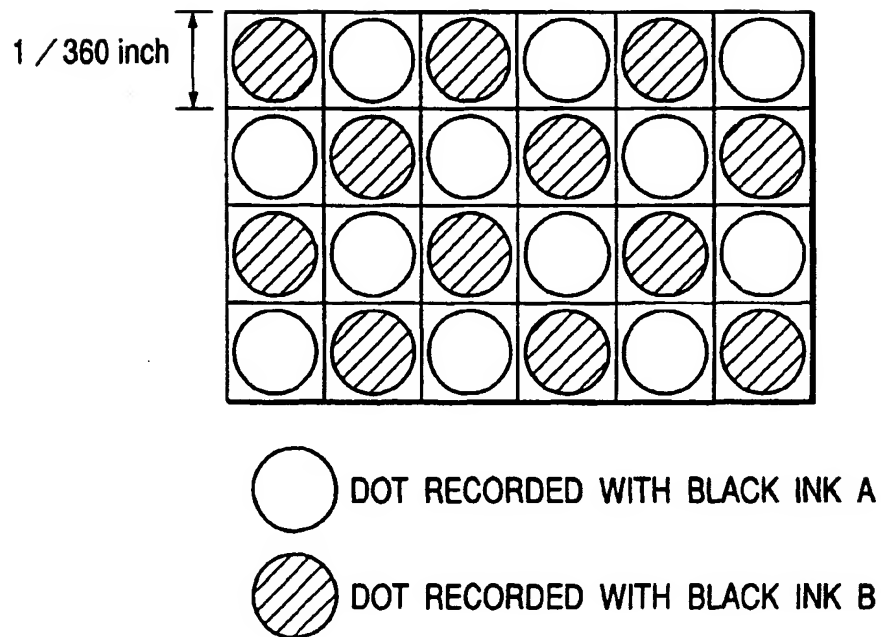 1 / 360 inch
DOT RECORDED WITH BLACK INK A
DOT RECORDED WITH BLACK INK B